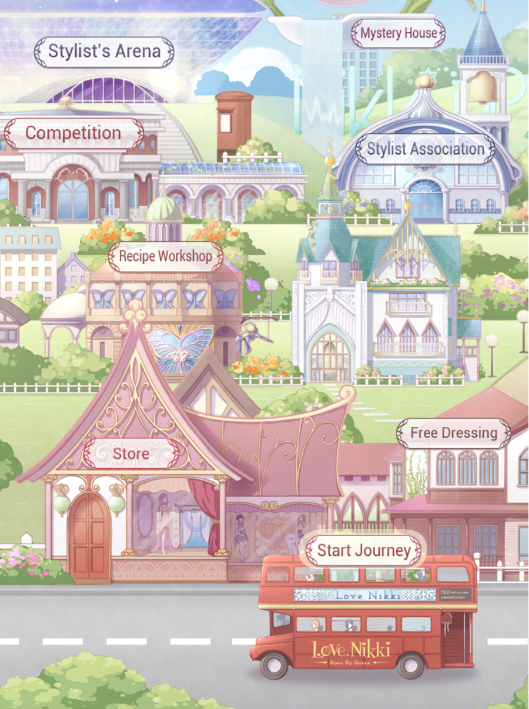 Stylist's Arena
Mystery House
Competition
Stylist Association
Recipe Workshop
Free Dressing
Store
Start Journey
Love Nikki
Love Nikki
Dress Up Queen